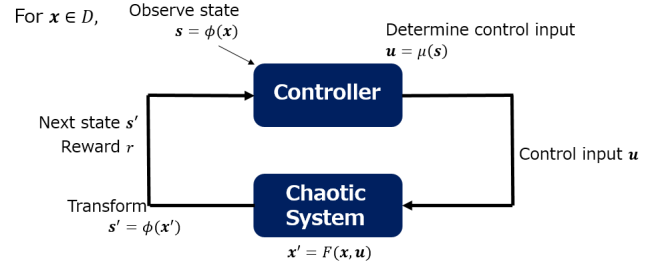 For 𝒙 ∈ D,
Observe state
𝒔 = ϕ(𝒙)
Determine control input
𝒖 = μ(𝒔)
Controller
Next state 𝒔′
Reward r
Control input 𝒖
Chaotic
System
Transform
𝒔′ = ϕ(𝒙′)
𝒙′ = F(𝒙, 𝒖)